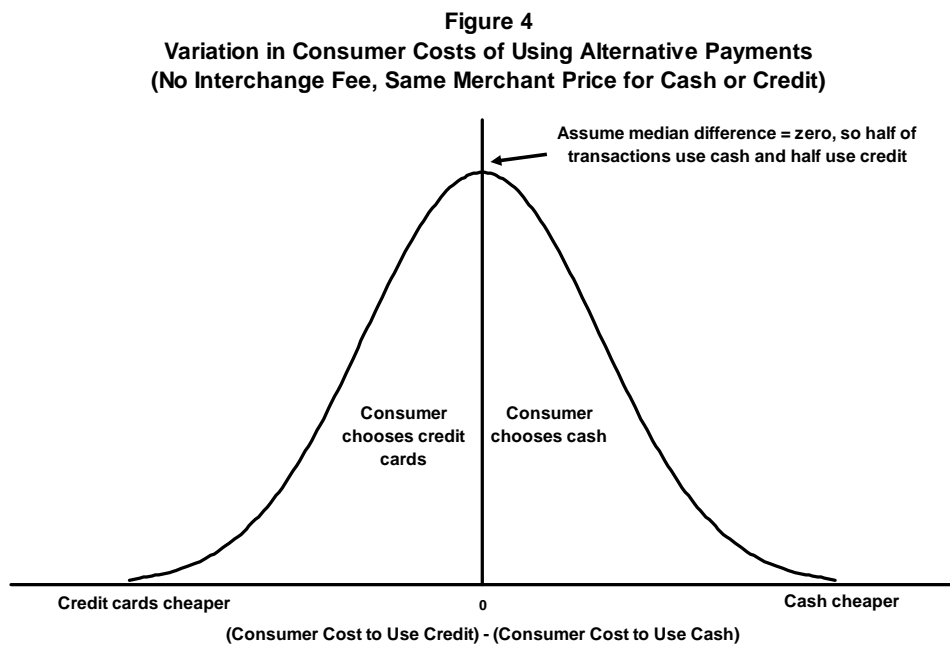 Figure 4
Variation in Consumer Costs of Using Alternative Payments
(No Interchange Fee, Same Merchant Price for Cash or Credit)
Assume median difference = zero, so half of
transactions use cash and half use credit
Consumer
chooses credit
cards
Consumer
chooses cash
Credit cards cheaper
0
Cash cheaper
(Consumer Cost to Use Credit) - (Consumer Cost to Use Cash)